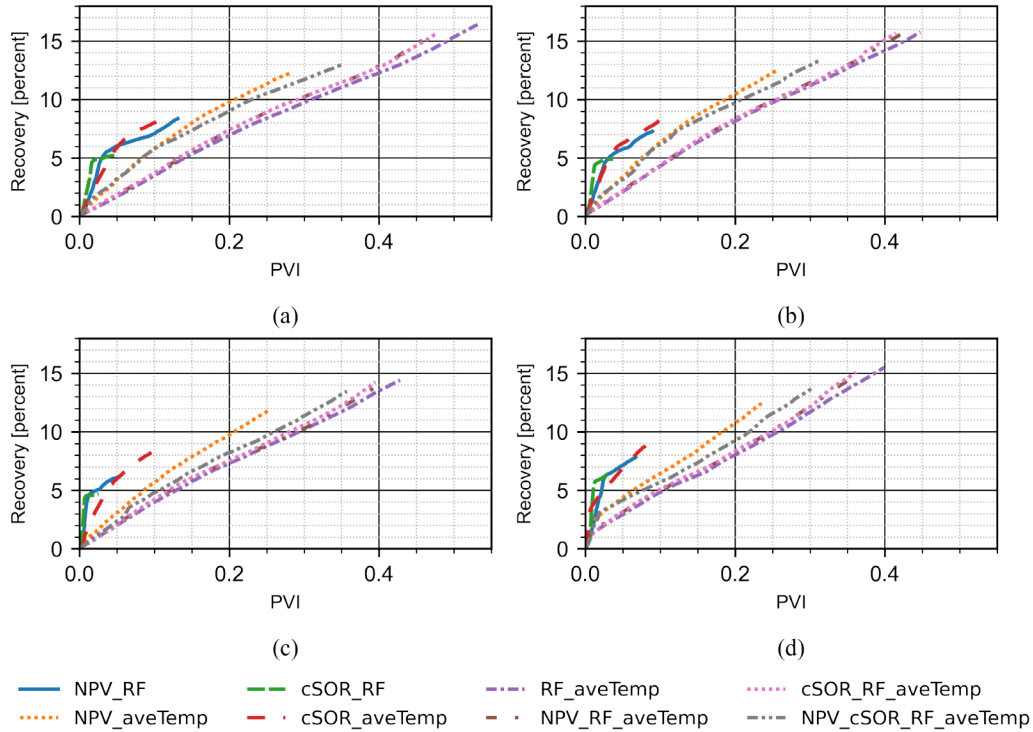 Recovery [percent]
15
10
5
0
0.0 0.2 0.4
PVI
(a)
Recovery [percent]
15
10
5
0
0.0 0.2 0.4
PVI
(b)
Recovery [percent]
15
10
5
0
0.0 0.2 0.4
PVI
(c)
Recovery [percent]
15
10
5
0
0.0 0.2 0.4
PVI
(d)
NPV_RF cSOR_RF RF_aveTemp cSOR_RF_aveTemp
NPV_aveTemp cSOR_aveTemp NPV_RF_aveTemp NPV_cSOR_RF_aveTemp